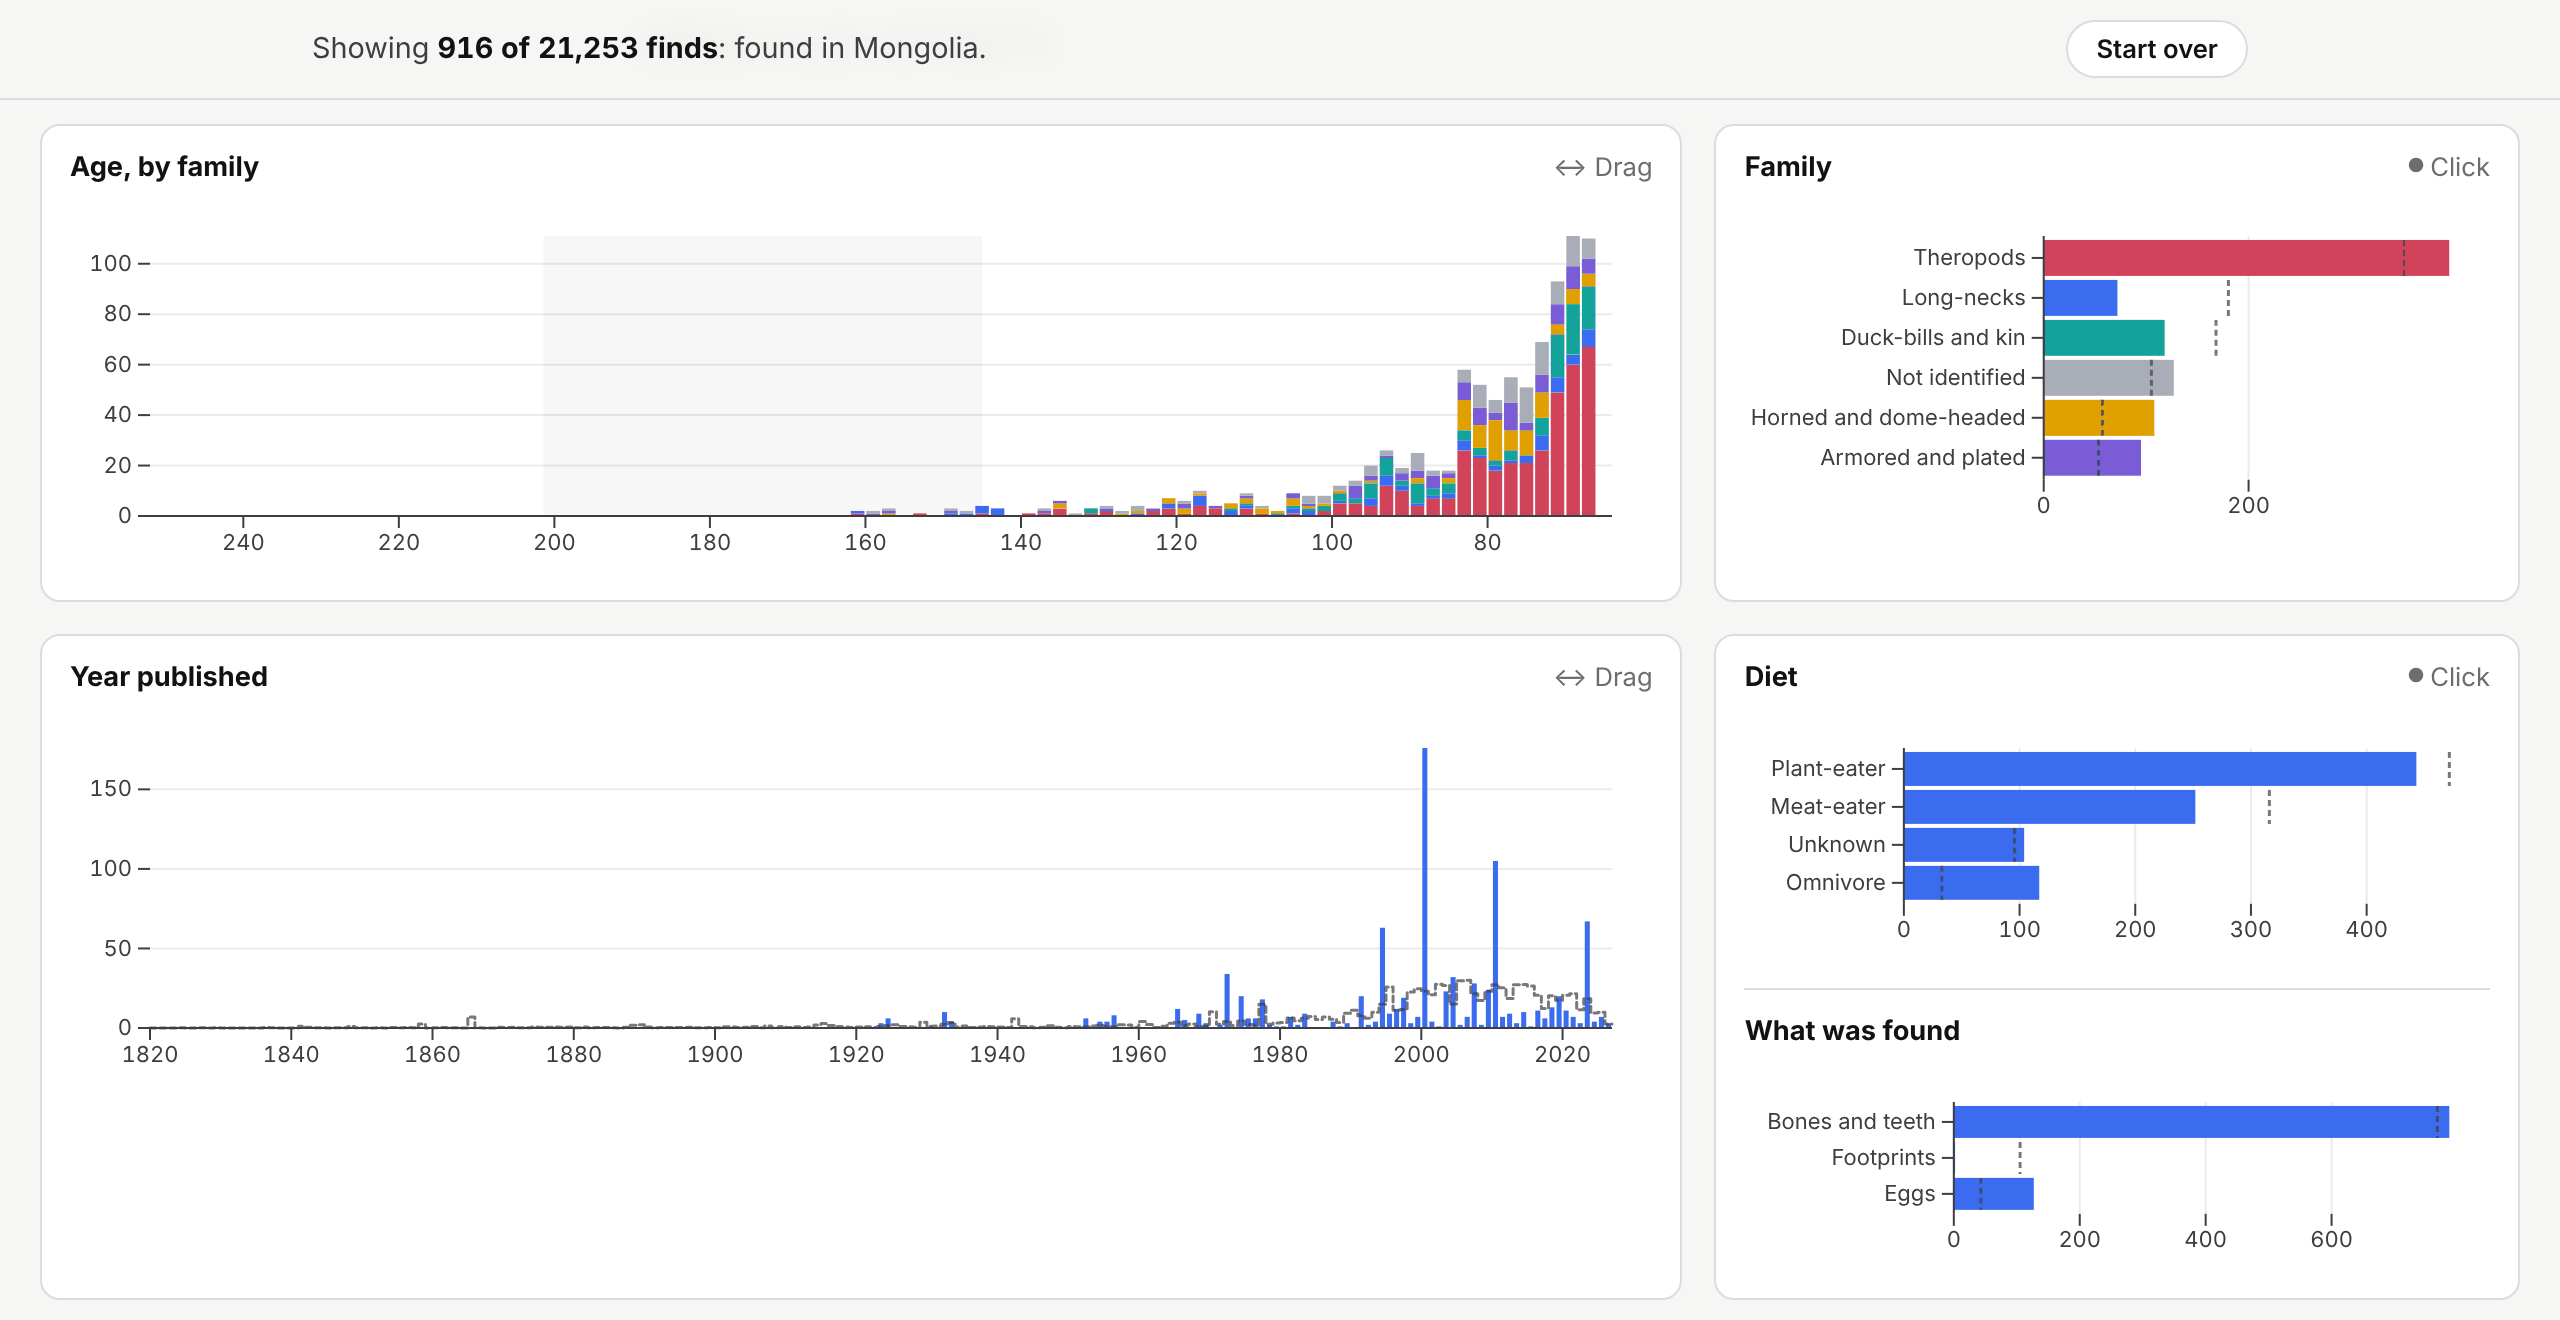 Showing 916 of 21,253 finds: found in Mongolia.
Start over
Age, by family
Drag
100
80
60
40
20
0
240 220 200 180 160 140 120 100 80
Family
Click
Theropods
Long-necks
Duck-bills and kin
Not identified
Horned and dome-headed
Armored and plated
0 200
Year published
Drag
150
100
50
0
1820 1840 1860 1880 1900 1920 1940 1960 1980 2000 2020
Diet
Click
Plant-eater
Meat-eater
Unknown
Omnivore
0 100 200 300 400
What was found
Bones and teeth
Footprints
Eggs
0 200 400 600